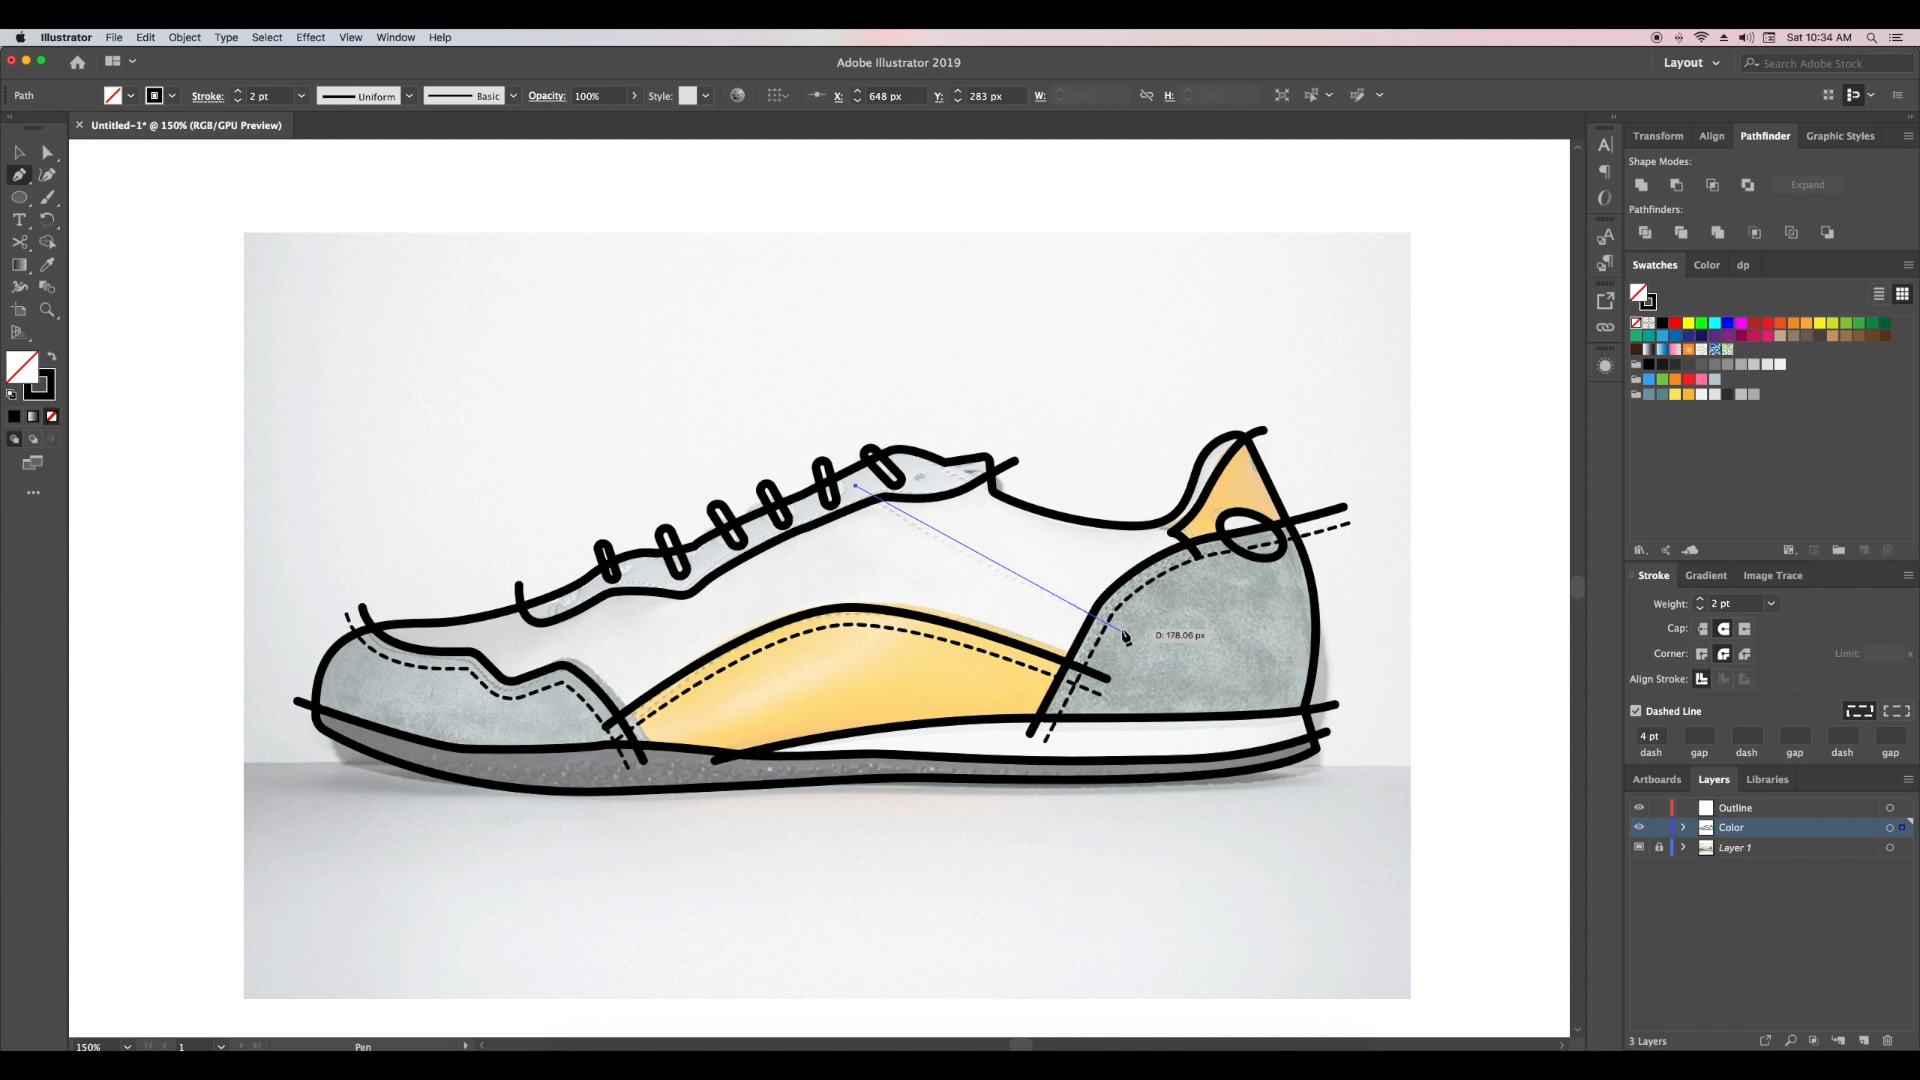 Illustrator File Edit Object Type Select Effect View Window Help
Sat 10:34 AM
Adobe Illustrator 2019
Layout
Search Adobe Stock
Path
Stroke: 2 pt Uniform Basic Opacity: 100% Style: X: 648 px Y: 283 px W: H:
× Untitled-1* @ 150% (RGB/GPU Preview)
Transform Align Pathfinder Graphic Styles
Shape Modes:
Expand
Pathfinders:
Swatches Color dp
D: 178.06 px
Stroke Gradient Image Trace
Weight: 2 pt
Cap:
Corner: Limit: x
Align Stroke:
Dashed Line
4 pt
dash gap dash gap dash gap
Artboards Layers Libraries
Outline
Color
Layer 1
3 Layers
150% 1 Pen